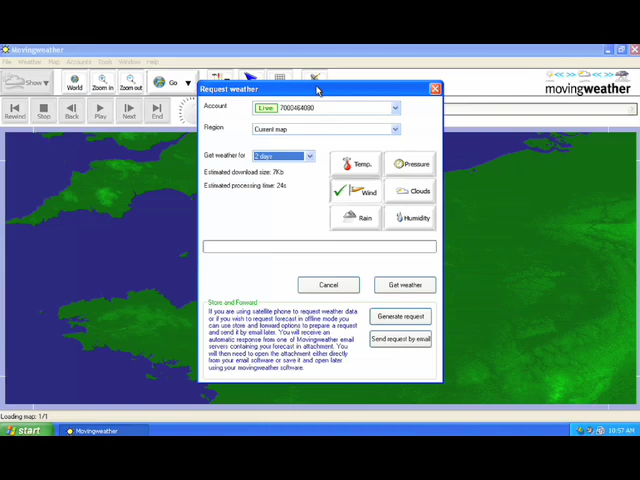 Movingweather
File Weather Map Accounts Tools Window Help
Show
World
Zoom in
Zoom out
Go
movingweather
Rewind
Stop
Back
Play
Next
End
Request weather
Account
Live 7000464080
Region
Current map
Get weather for
2 days
Estimated download size: 7Kb
Estimated processing time: 24s
Temp.
Pressure
Wind
Clouds
Rain
Humidity
Cancel
Get weather
Store and Forward
If you are using satellite phone to request weather data
or if you wish to request forecast in offline mode you
can use store and forward options to prepare a request
and send it by email later. You will receive an
automatic response from one of Movingweather email
servers containing your forecast in attachment. You
will then need to open the attachment either directly
from your email software or save it and open later
using your movingweather software.
Generate request
Send request by email
Loading map: 1/1
start
Movingweather
10:57 AM